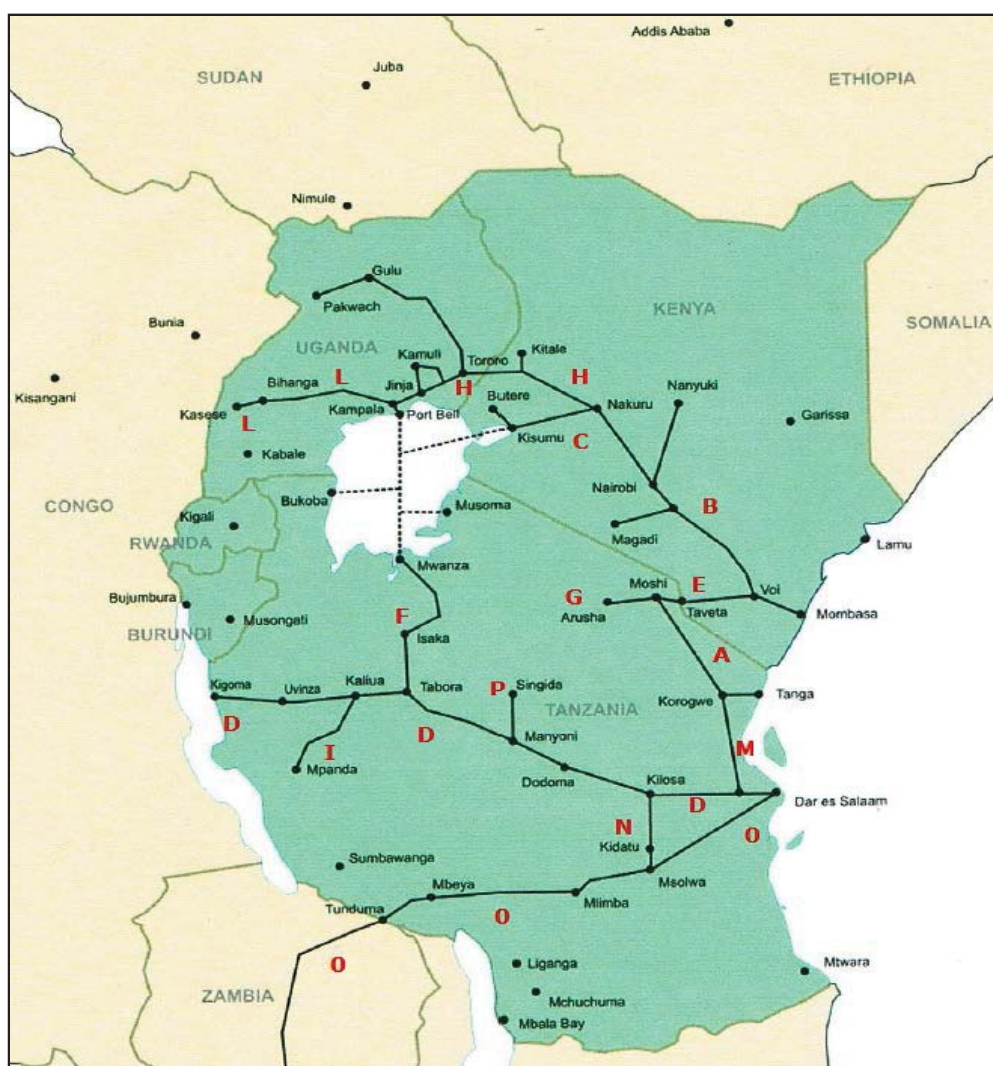 Addis Ababa
Juba
SUDAN
ETHIOPIA
Nimule
Gulu
Pakwach
KENYA
Bunia
SOMALIA
UGANDA
Kamuli
Tororo
Kitale
Kisangani
L
Bihanga
Jinja
H
H
Nanyuki
Butere
Nakuru
Kasese
Kampala
Port Bell
Garissa
L
Kisumu
C
Kabale
Nairobi
CONGO
Bukoba
B
Kigali
Musoma
RWANDA
Magadi
Lamu
Mwanza
Moshi
E
Voi
Bujumbura
G
Arusha
Taveta
Mombasa
Musongati
F
BURUNDI
Isaka
A
Kigoma
Uvinza
Kaliua
Tabora
P
Singida
Korogwe
Tanga
TANZANIA
D
I
D
Manyoni
M
Mpanda
Dodoma
Kilosa
D
Dar es Salaam
N
O
Kidatu
Sumbawanga
Mbeya
Msolwa
Mlimba
Tunduma
O
O
Liganga
Mtwara
ZAMBIA
Mchuchuma
Mbala Bay